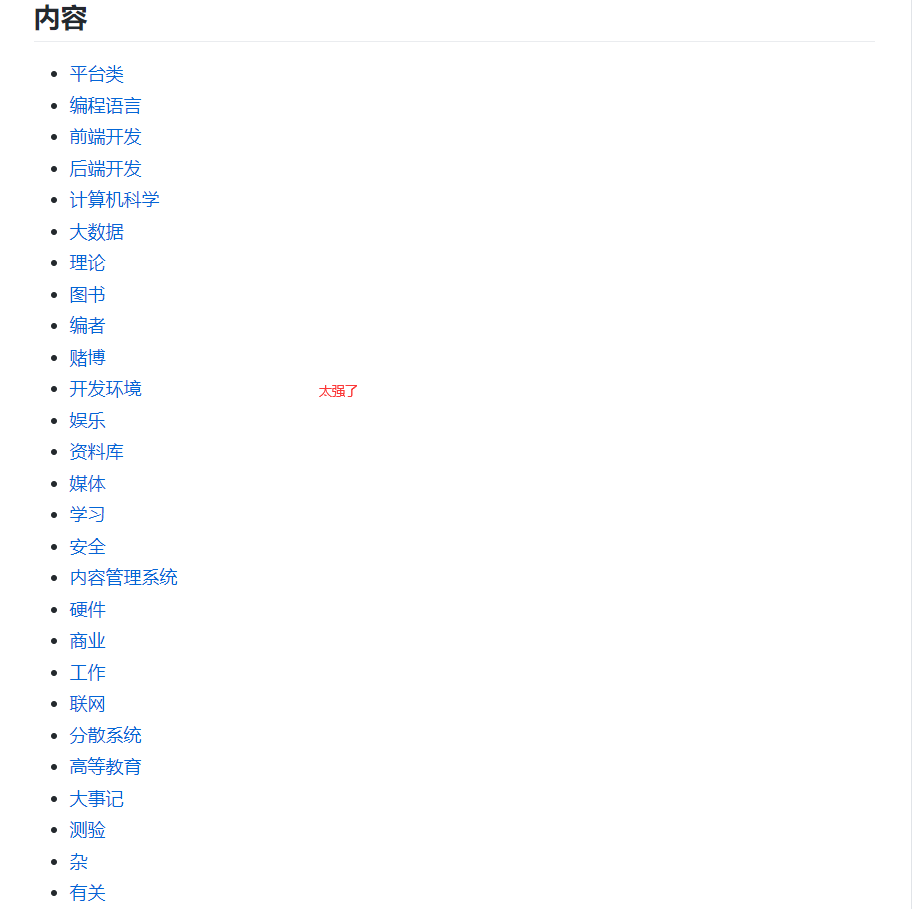 内容
平台类
编程语言
前端开发
后端开发
计算机科学
大数据
理论
图书
编者
赌博
开发环境
太强了
娱乐
资料库
媒体
学习
安全
内容管理系统
硬件
商业
工作
联网
分散系统
高等教育
大事记
测验
杂
有关